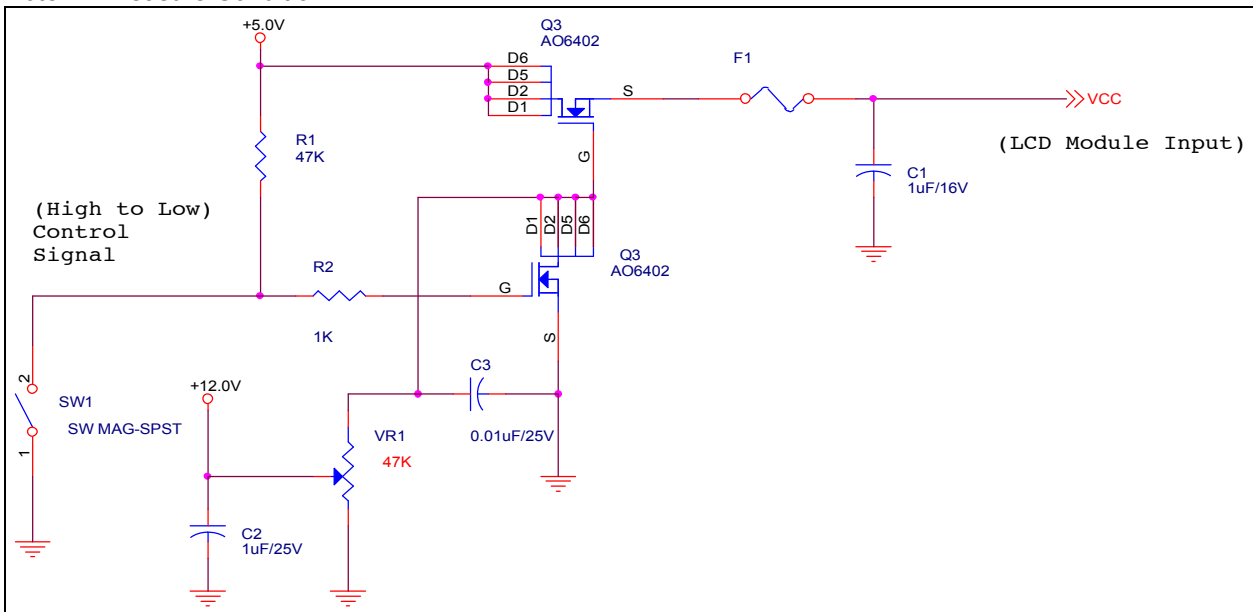 +5.0V
Q3
AO6402
D6
D5
D2
D1
S
G
F1
VCC
(LCD Module Input)
R1
47K
C1
1uF/16V
(High to Low)
Control
Signal
D1
D2
D5
D6
Q3
AO6402
R2
1K
G
S
C3
0.01uF/25V
2
1
SW1
SW MAG-SPST
+12.0V
VR1
47K
C2
1uF/25V